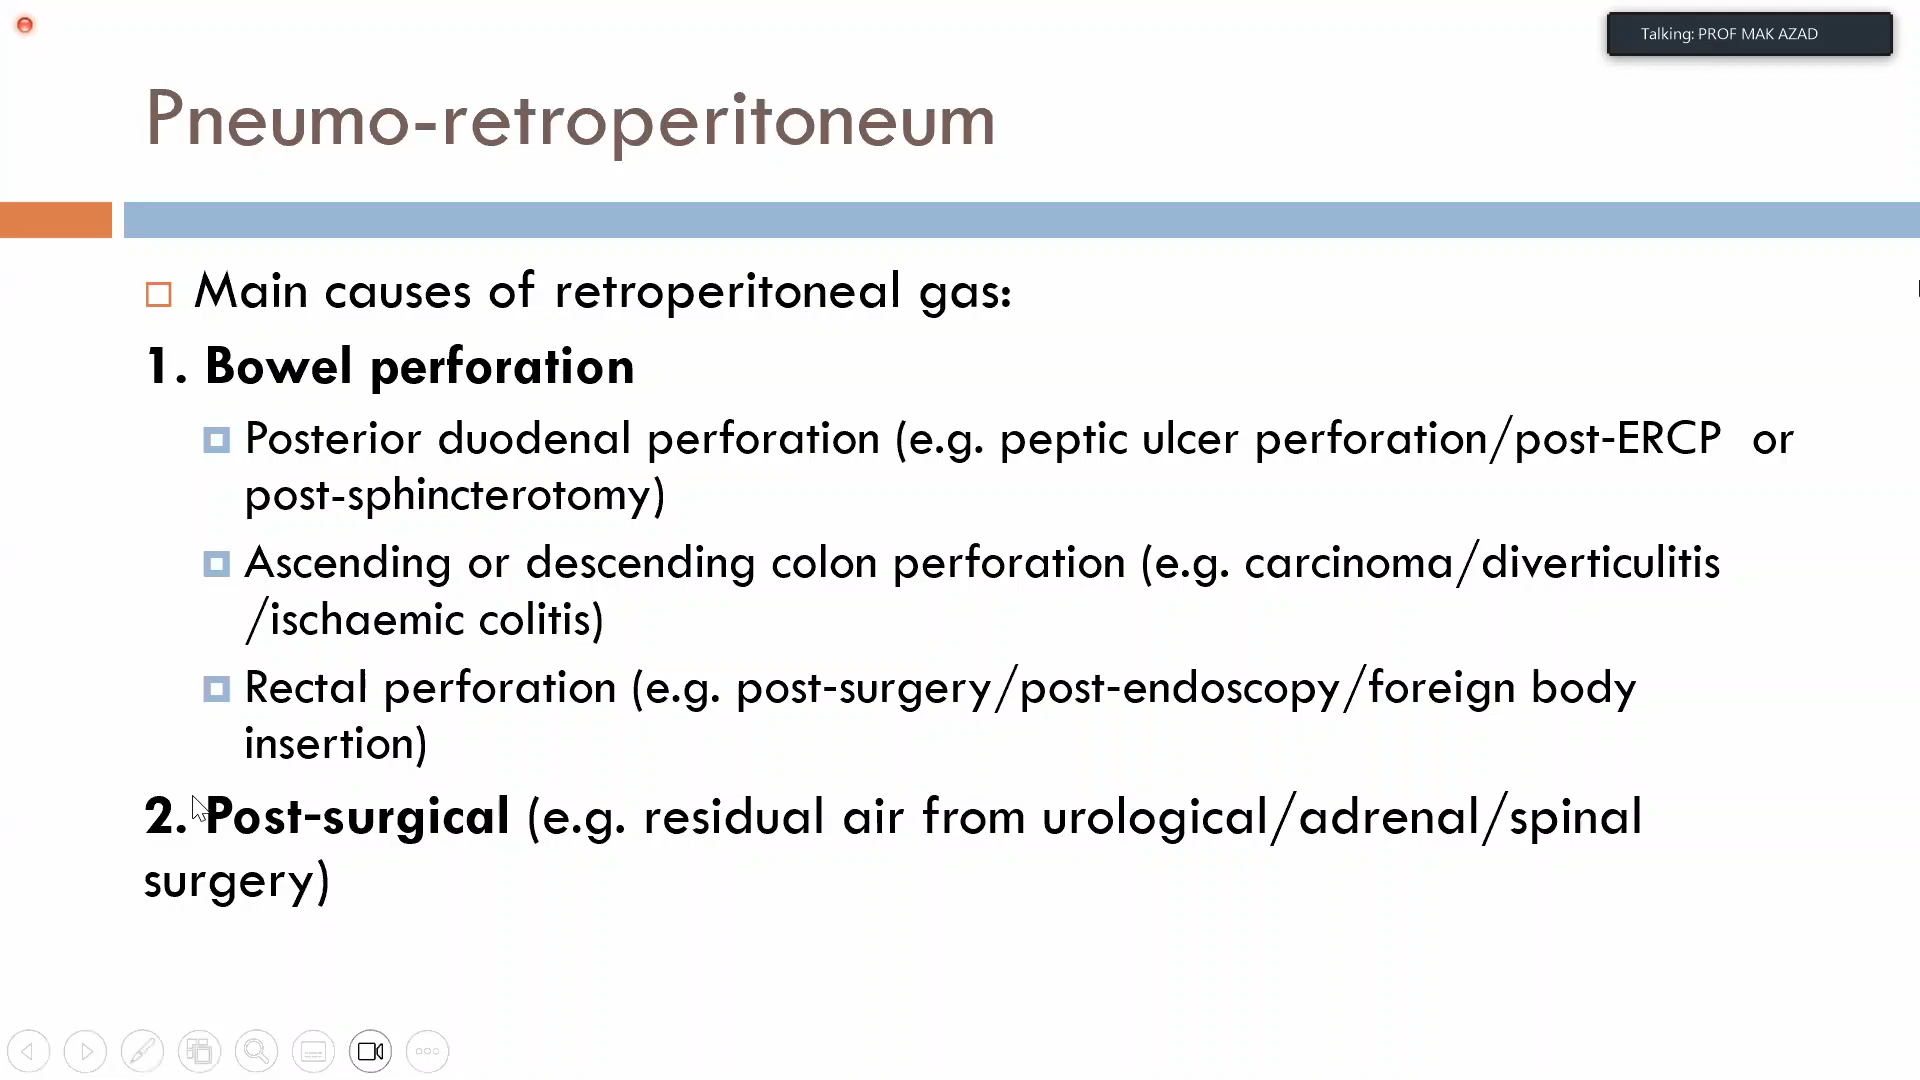 Talking: PROF MAK AZAD
Pneumo-retroperitoneum
Main causes of retroperitoneal gas:
1. Bowel perforation
Posterior duodenal perforation (e.g. peptic ulcer perforation/post-ERCP or
post-sphincterotomy)
Ascending or descending colon perforation (e.g. carcinoma/diverticulitis
/ischaemic colitis)
Rectal perforation (e.g. post-surgery/post-endoscopy/foreign body
insertion)
2. Post-surgical (e.g. residual air from urological/adrenal/spinal
surgery)